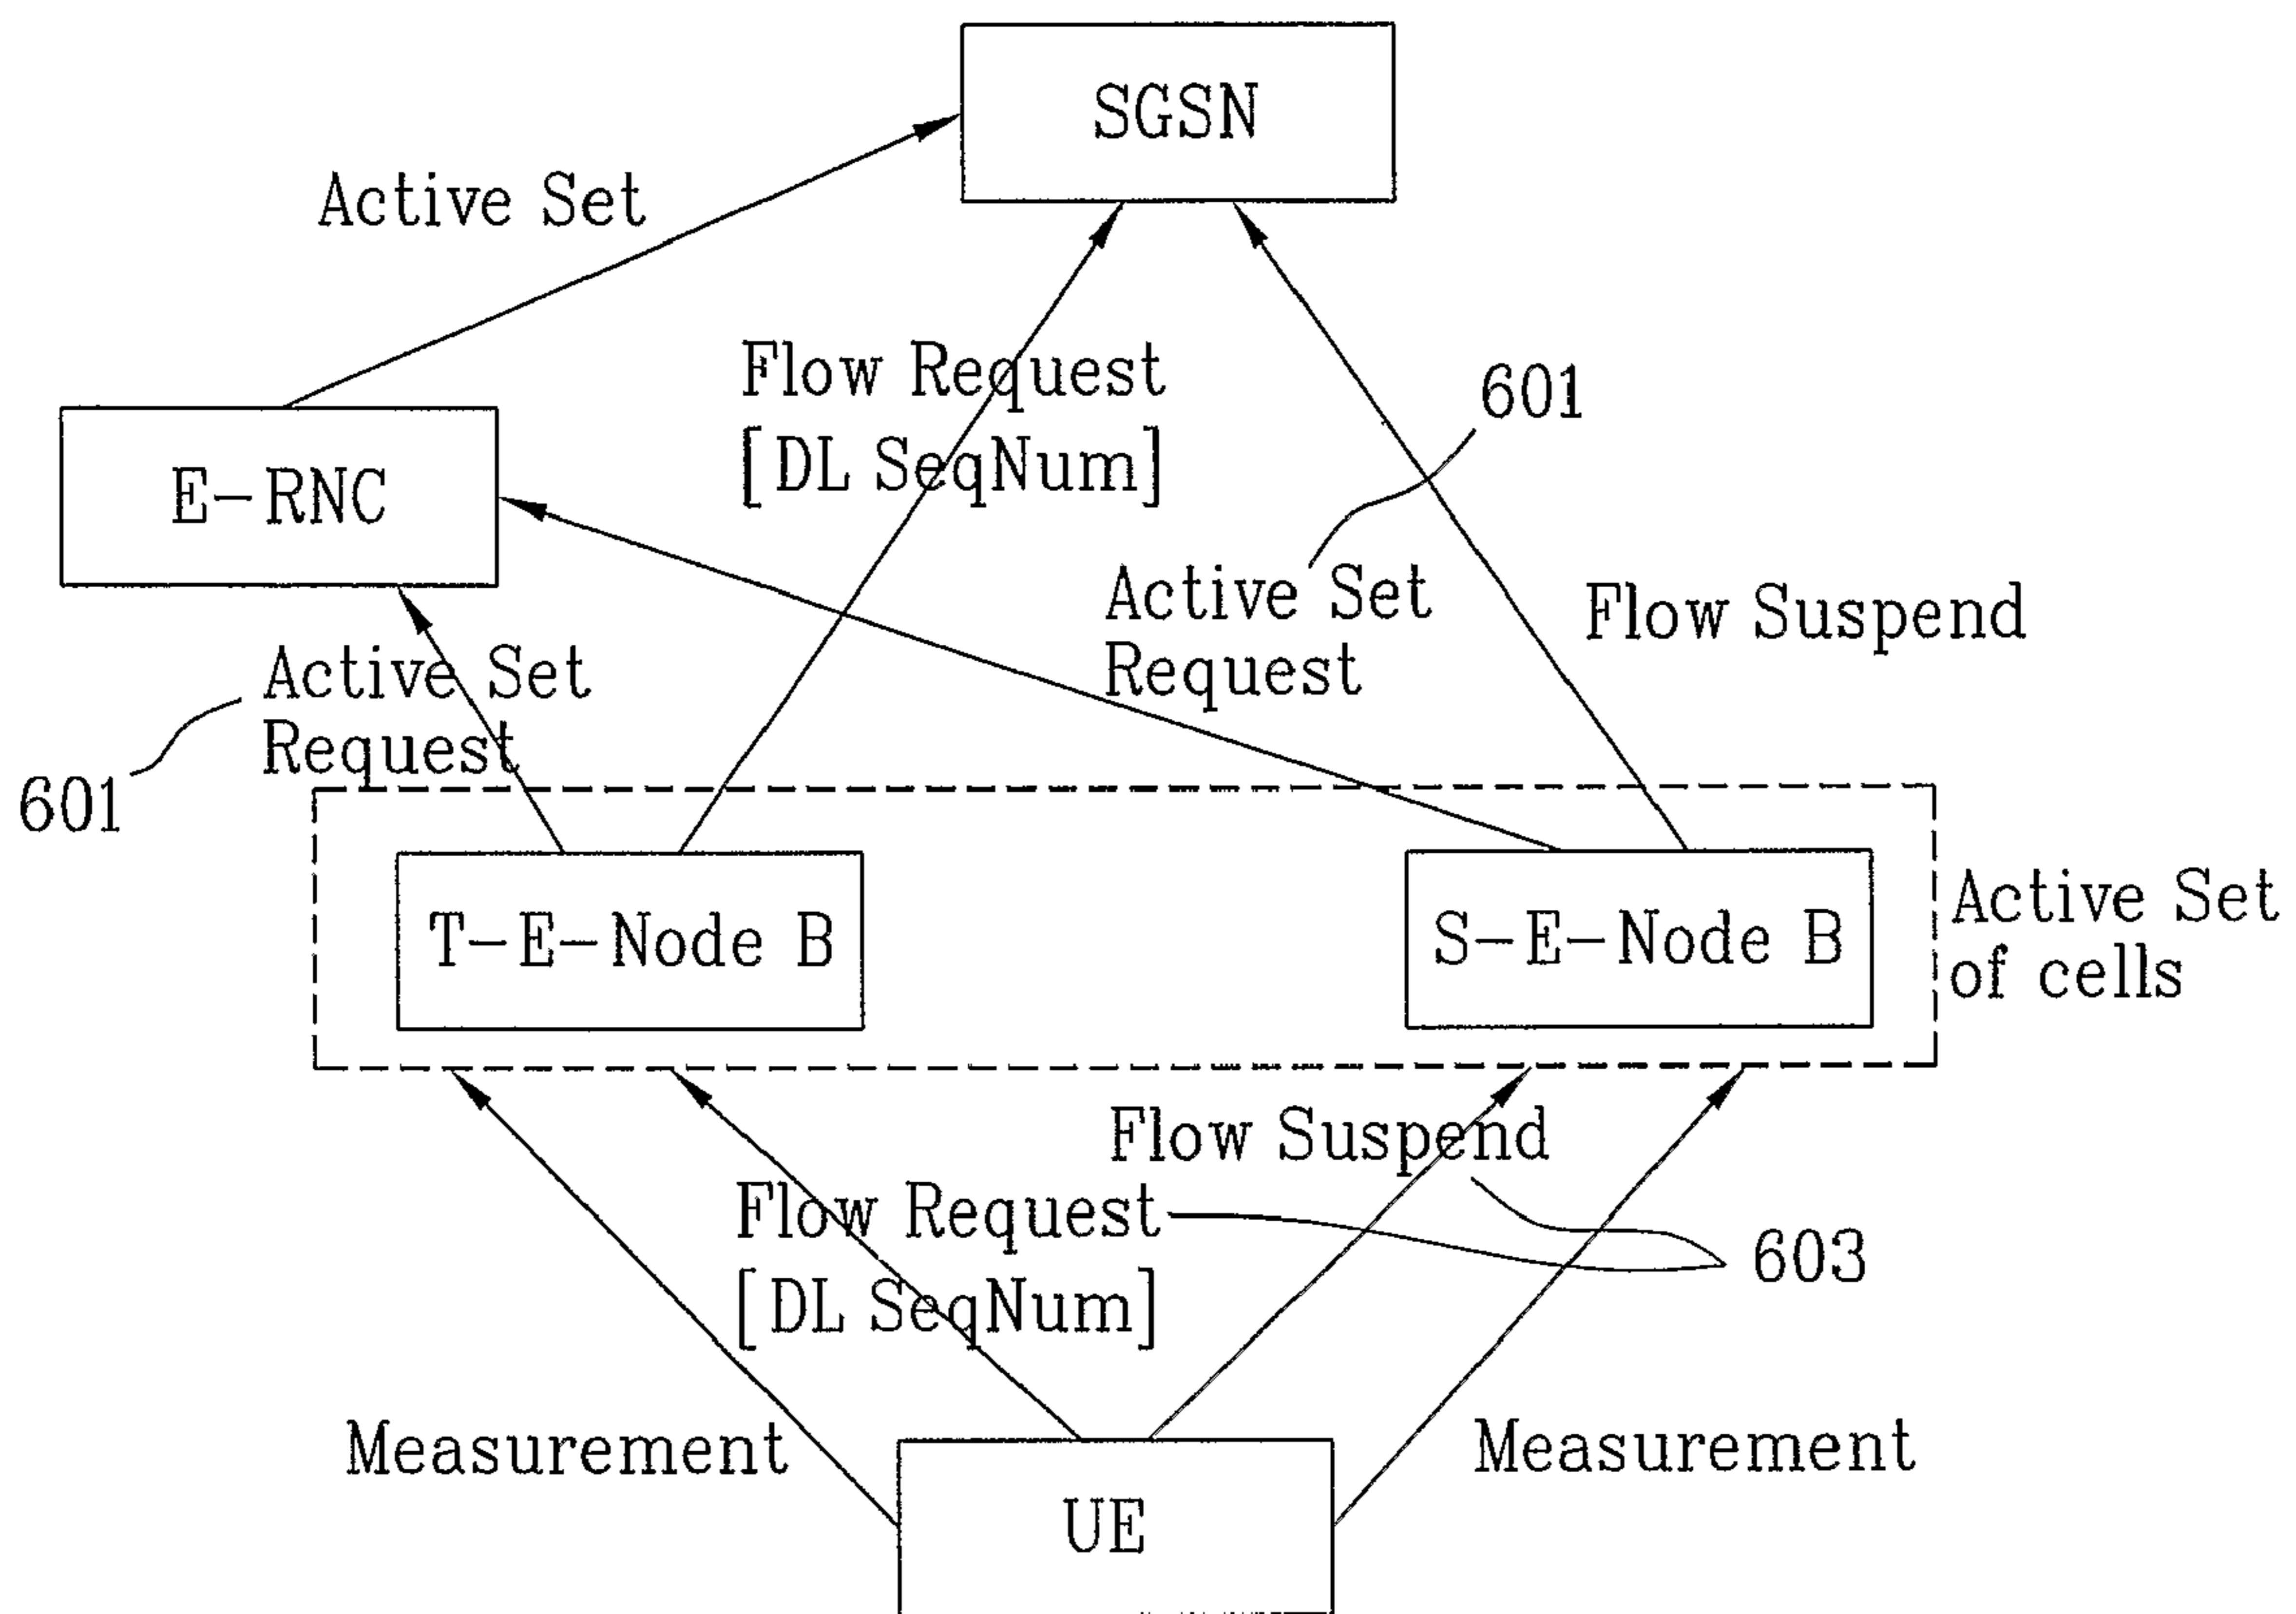 SGSN
Active Set
Flow Request
[DL SeqNum]
601
E-RNC
Active Set
Request
Flow Suspend
Active Set
Request
601
T-E-Node B
S-E-Node B
Active Set
of cells
Flow Suspend
Flow Request
[DL SeqNum]
603
Measurement
Measurement
UE